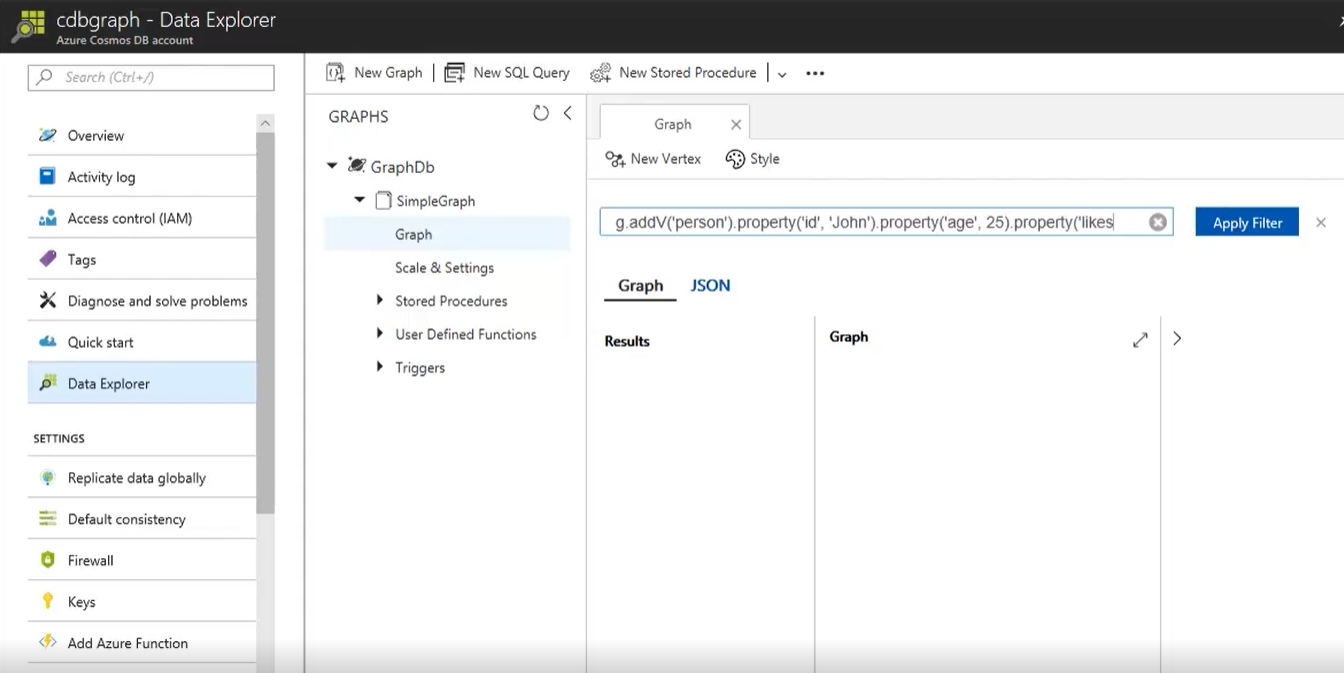 cdbgraph - Data Explorer
Azure Cosmos DB account
Search (Ctrl+/)
Overview
Activity log
Access control (IAM)
Tags
Diagnose and solve problems
Quick start
Data Explorer
SETTINGS
Replicate data globally
Default consistency
Firewall
Keys
Add Azure Function
New Graph
New SQL Query
New Stored Procedure
GRAPHS
GraphDb
SimpleGraph
Graph
Scale & Settings
Stored Procedures
User Defined Functions
Triggers
Graph
New Vertex
Style
g.addV('person').property('id', 'John').property('age', 25).property('likes
Apply Filter
Graph
JSON
Results
Graph